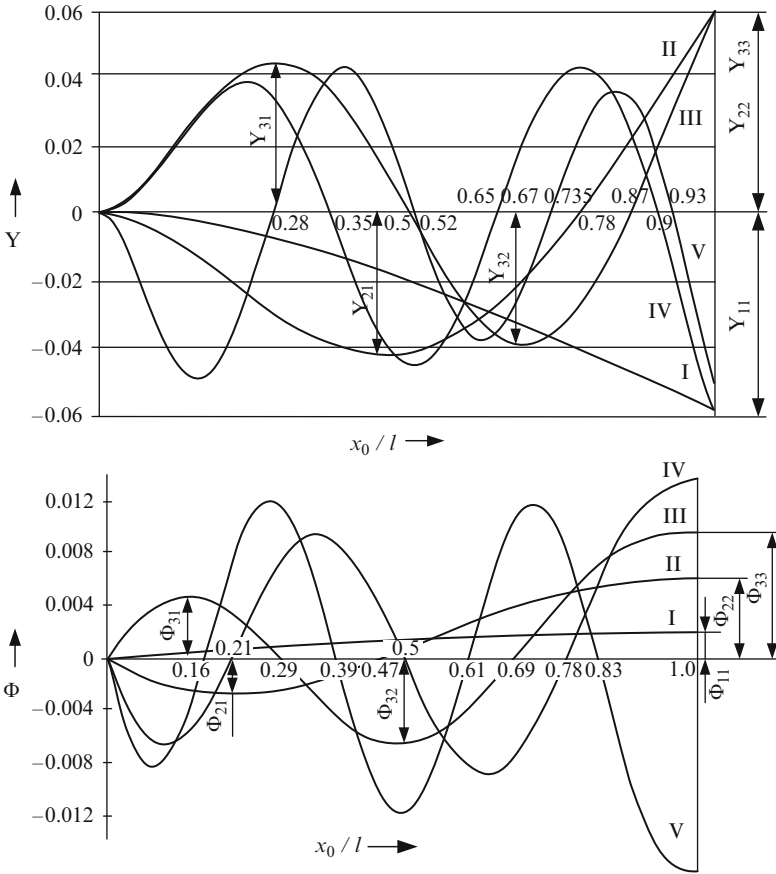 0.06
0.04
0.02
0
−0.02
−0.04
−0.06
Y
II
III
V
IV
I
Y₃₁
Y₂₁
Y₃₂
Y₃₃
Y₂₂
Y₁₁
0.65 0.67 0.735 0.87 0.93
0.28 0.35 0.5 0.52 0.78 0.9
x₀ / l
0.012
0.008
0.004
0
−0.004
−0.008
−0.012
Φ
IV
III
II
I
V
Φ₃₁
Φ₂₁
Φ₃₂
Φ₂₂
Φ₃₃
Φ₁₁
0.21 0.5
0.16 0.29 0.39 0.47 0.61 0.69 0.78 0.83 1.0
x₀ / l